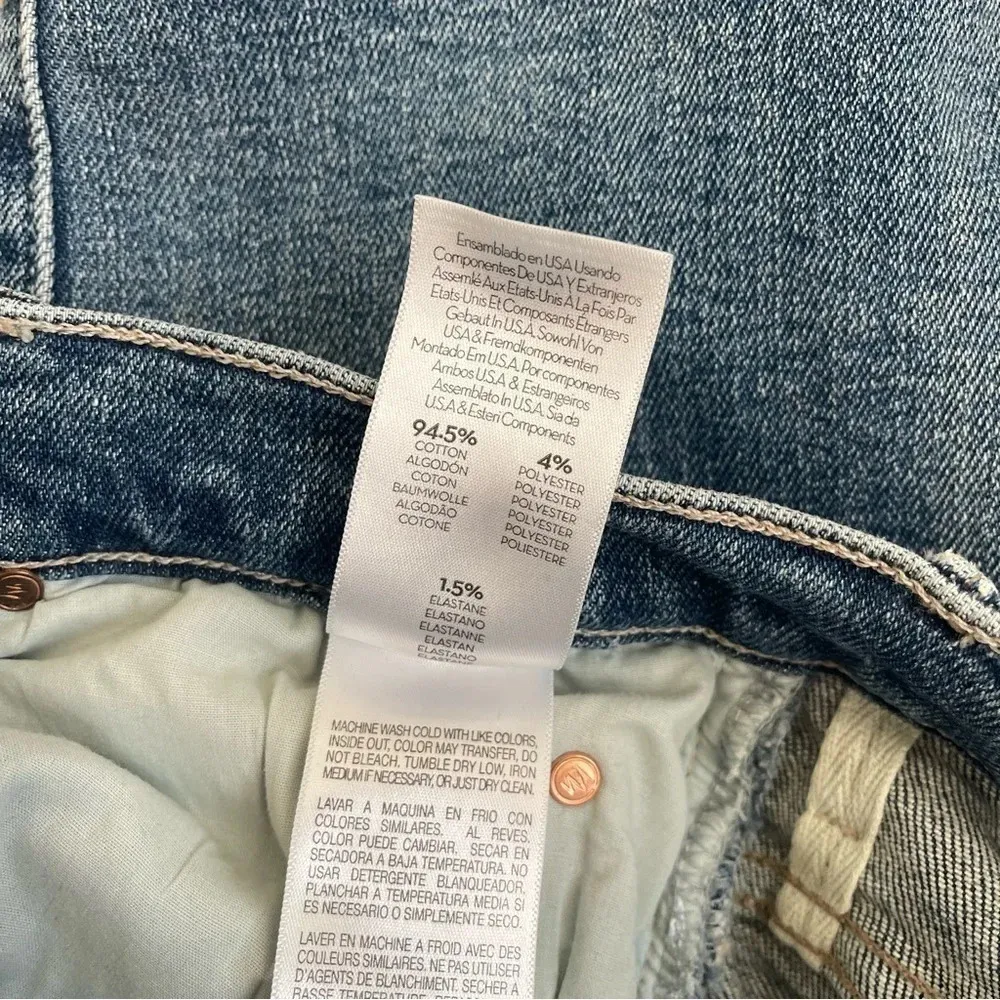 Ensamblado en USA Usando
Componentes De USA Y Extranjeros
Assemlé Aux Etats-Unis À La Fois Par
Etats-Unis Et Composants Étrangers
Gebaut In U.S.A. Sowohl Von
USA & Fremdkomponenten
Montado Em U.S.A. Por componentes
Ambos U.S.A. & Estrangeiros
Assemblato In U.S.A. Sia da
U.S.A & Esteri Components
94.5%
COTTON
ALGODÓN
COTON
BAUMWOLLE
ALGODÃO
COTONE
4%
POLYESTER
POLYESTER
POLYESTER
POLYESTER
POLYESTER
POLIESTERE
1.5%
ELASTANE
ELASTANO
ELASTANNE
ELASTAN
ELASTANO
ELASTANE
MACHINE WASH COLD WITH LIKE COLORS,
INSIDE OUT, COLOR MAY TRANSFER, DO
NOT BLEACH. TUMBLE DRY LOW, IRON
MEDIUM IF NECESSARY, OR JUST DRY CLEAN.
LAVAR A MAQUINA EN FRIO CON
COLORES SIMILARES. AL REVES,
COLOR PUEDE CAMBIAR. SECAR EN
SECADORA A BAJA TEMPERATURA. NO
USAR DETERGENTE BLANQUEADOR,
PLANCHAR A TEMPERATURA MEDIA SI
ES NECESARIO O SIMPLEMENTE SECO.
LAVER EN MACHINE A FROID AVEC DES
COULEURS SIMILAIRES. NE PAS UTILISER
D'AGENTS DE BLANCHIMENT. SECHER A
BASSE TEMPERATURE,